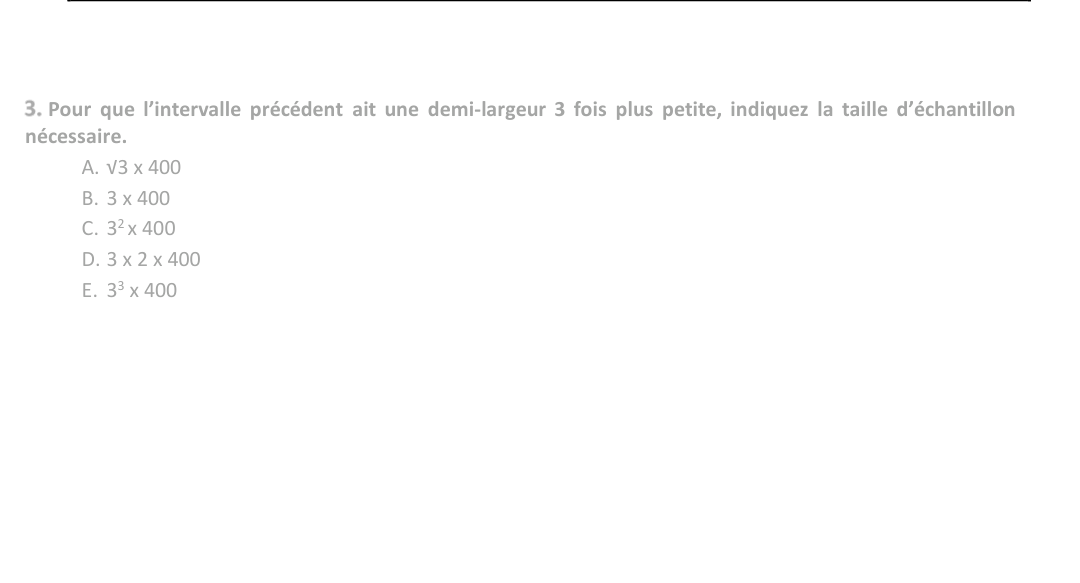 3. Pour que l’intervalle précédent ait une demi-largeur 3 fois plus petite, indiquez la taille d’échantillon
nécessaire.
A. √3 x 400
B. 3 x 400
C. 3² x 400
D. 3 x 2 x 400
E. 3³ x 400